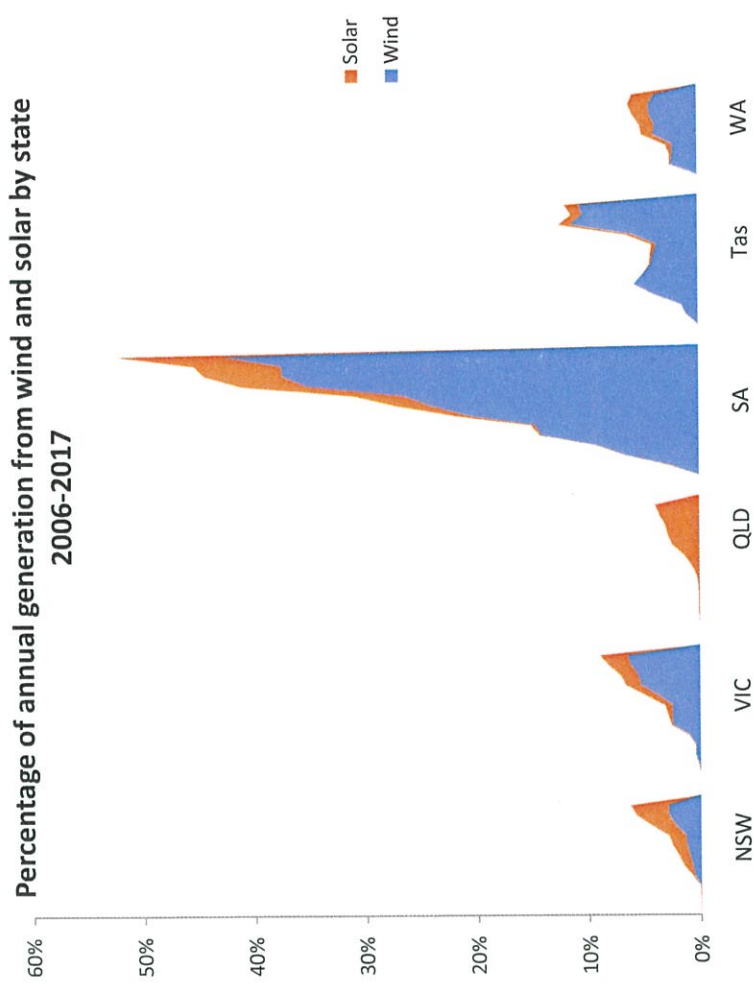 Percentage of annual generation from wind and solar by state
2006-2017
60%
50%
40%
30%
20%
10%
0%
NSW
VIC
QLD
SA
Tas
WA
Solar
Wind